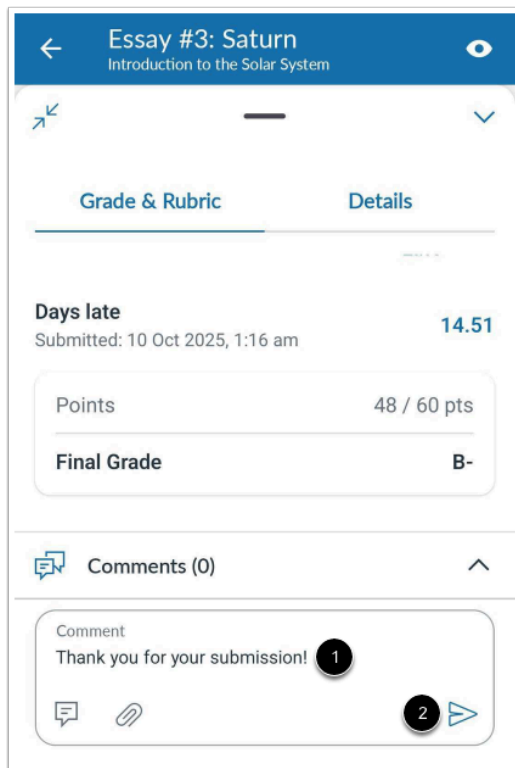 Essay #3: Saturn
Introduction to the Solar System
Grade & Rubric
Details
Days late
14.51
Submitted: 10 Oct 2025, 1:16 am
Points
48 / 60 pts
Final Grade
B-
Comments (0)
Comment
Thank you for your submission!
1
2